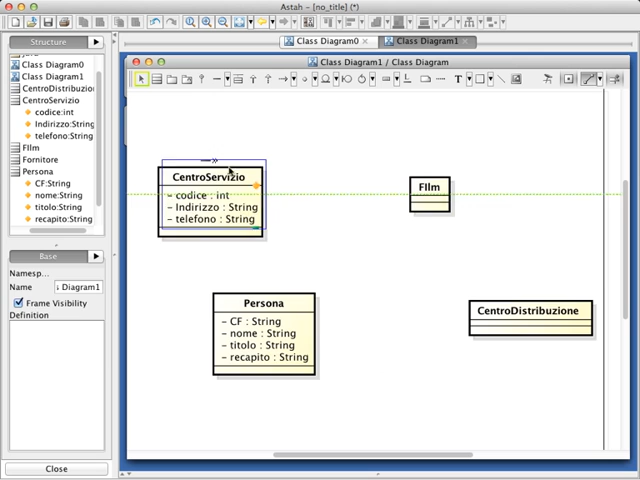 Astah - [no_title] (*)
Class Diagram0
Class Diagram1
Structure
Class Diagram0
Class Diagram1
CentroDistribuzion
CentroServizio
codice:int
Indirizzo:String
telefono:String
FIlm
Fornitore
Persona
CF:String
nome:String
titolo:String
recapito:String
Base
Namesp...
Name
Diagram1
Frame Visibility
Definition
Close
Class Diagram1 / Class Diagram
CentroServizio
- codice : int
- Indirizzo : String
- telefono : String
FIlm
Persona
- CF : String
- nome : String
- titolo : String
- recapito : String
CentroDistribuzione